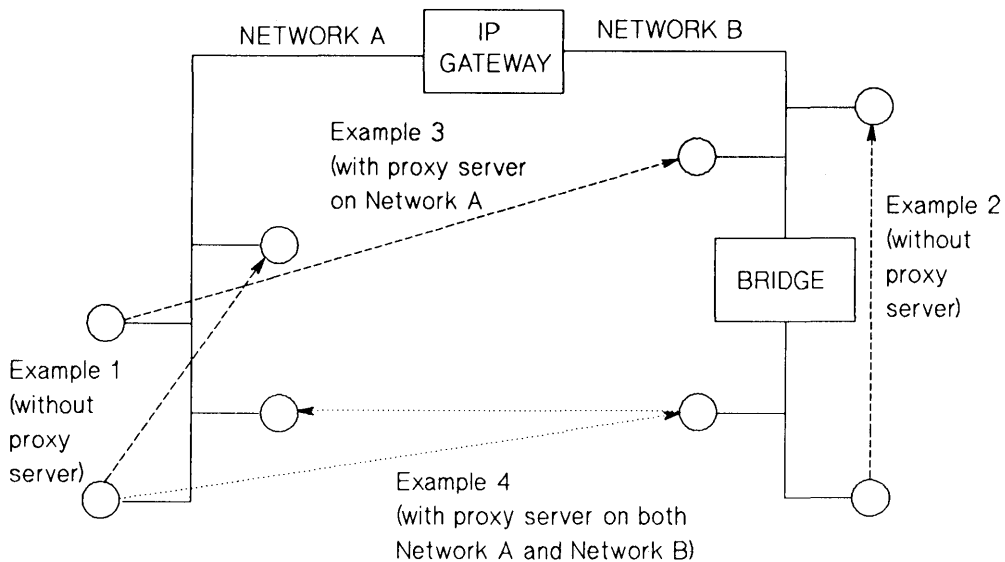 NETWORK A
IP
GATEWAY
NETWORK B
Example 3
(with proxy server
on Network A
Example 2
(without
proxy
server)
BRIDGE
Example 1
(without
proxy
server)
Example 4
(with proxy server on both
Network A and Network B)